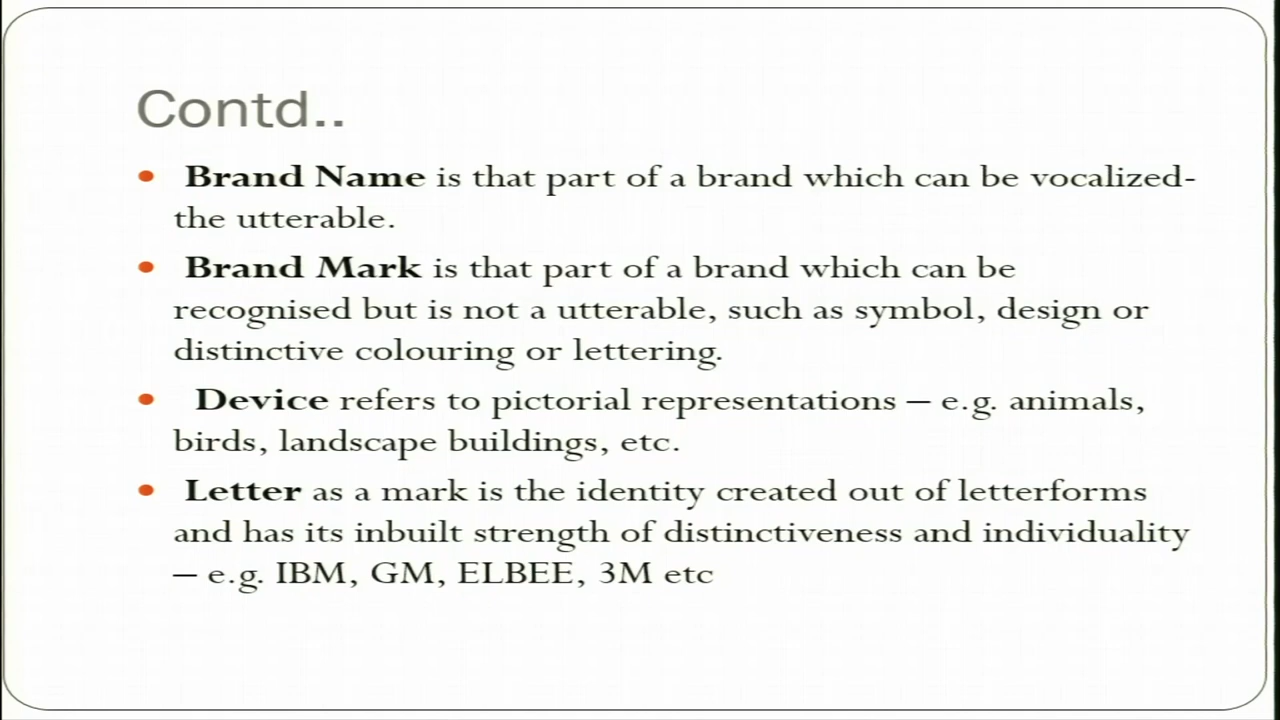 Contd..
• Brand Name is that part of a brand which can be vocalized-
the utterable.
• Brand Mark is that part of a brand which can be
recognised but is not a utterable, such as symbol, design or
distinctive colouring or lettering.
• Device refers to pictorial representations – e.g. animals,
birds, landscape buildings, etc.
• Letter as a mark is the identity created out of letterforms
and has its inbuilt strength of distinctiveness and individuality
– e.g. IBM, GM, ELBEE, 3M etc